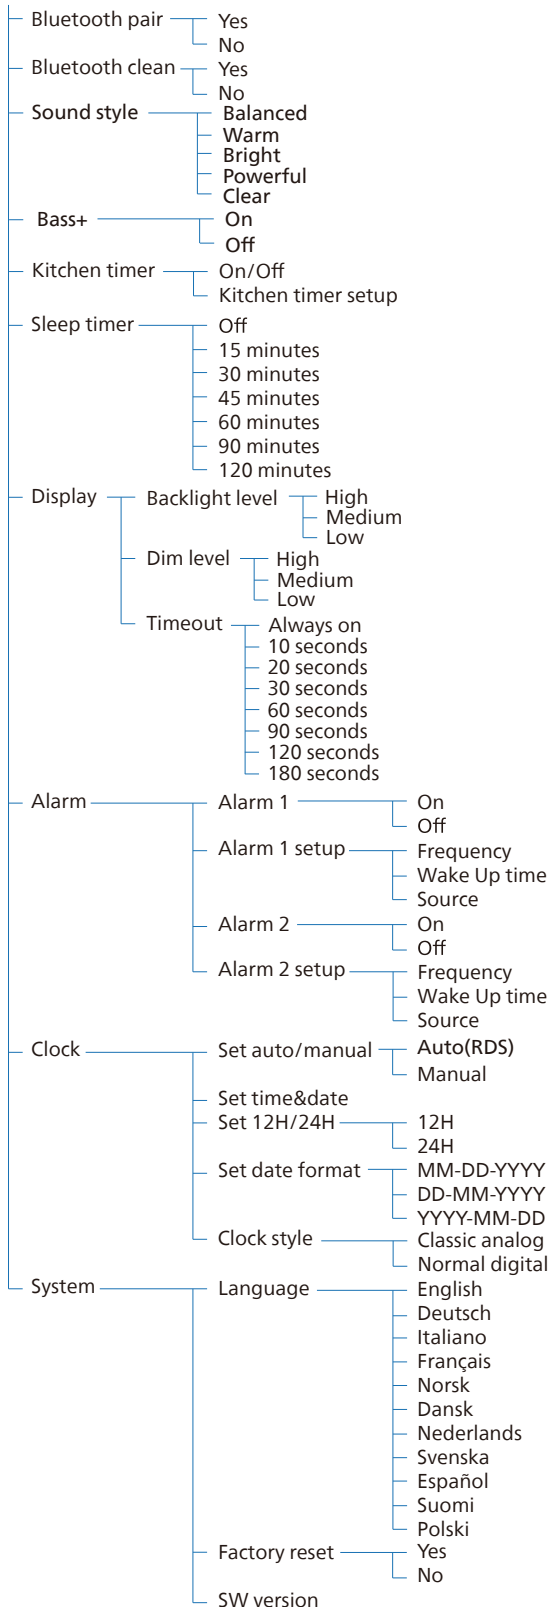 Bluetooth pair Yes
No
Bluetooth clean Yes
No
Sound style Balanced
Warm
Bright
Powerful
Clear
Bass+ On
Off
Kitchen timer On/Off
Kitchen timer setup
Sleep timer Off
15 minutes
30 minutes
45 minutes
60 minutes
90 minutes
120 minutes
Display Backlight level High
Medium
Low
Dim level High
Medium
Low
Timeout Always on
10 seconds
20 seconds
30 seconds
60 seconds
90 seconds
120 seconds
180 seconds
Alarm Alarm 1 On
Off
Alarm 1 setup Frequency
Wake Up time
Source
Alarm 2 On
Off
Alarm 2 setup Frequency
Wake Up time
Source
Clock Set auto/manual Auto(RDS)
Manual
Set time&date
Set 12H/24H 12H
24H
Set date format MM-DD-YYYY
DD-MM-YYYY
YYYY-MM-DD
Clock style Classic analog
Normal digital
System Language English
Deutsch
Italiano
Français
Norsk
Dansk
Nederlands
Svenska
Español
Suomi
Polski
Factory reset Yes
No
SW version